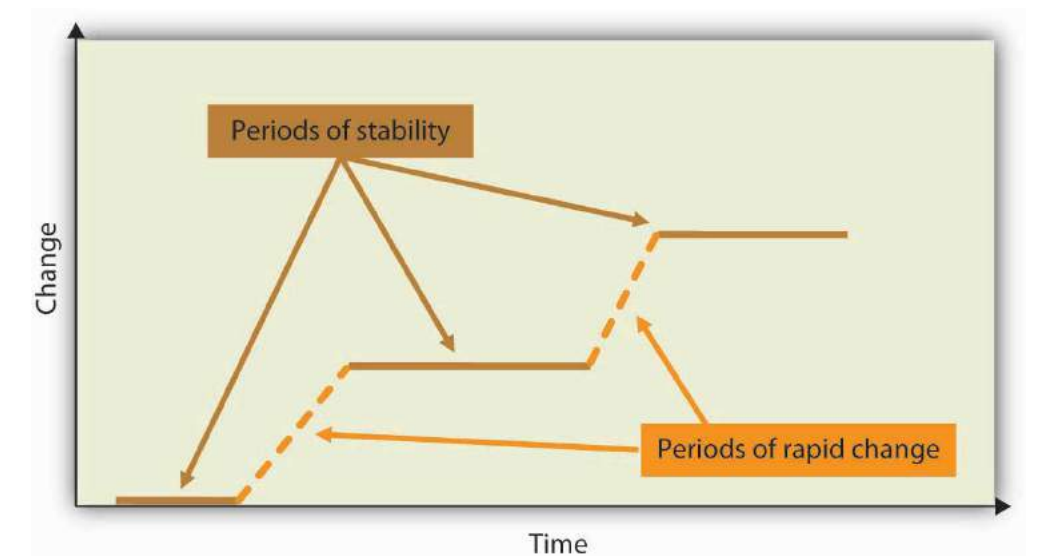 Periods of stability
Change
Periods of rapid change
Time